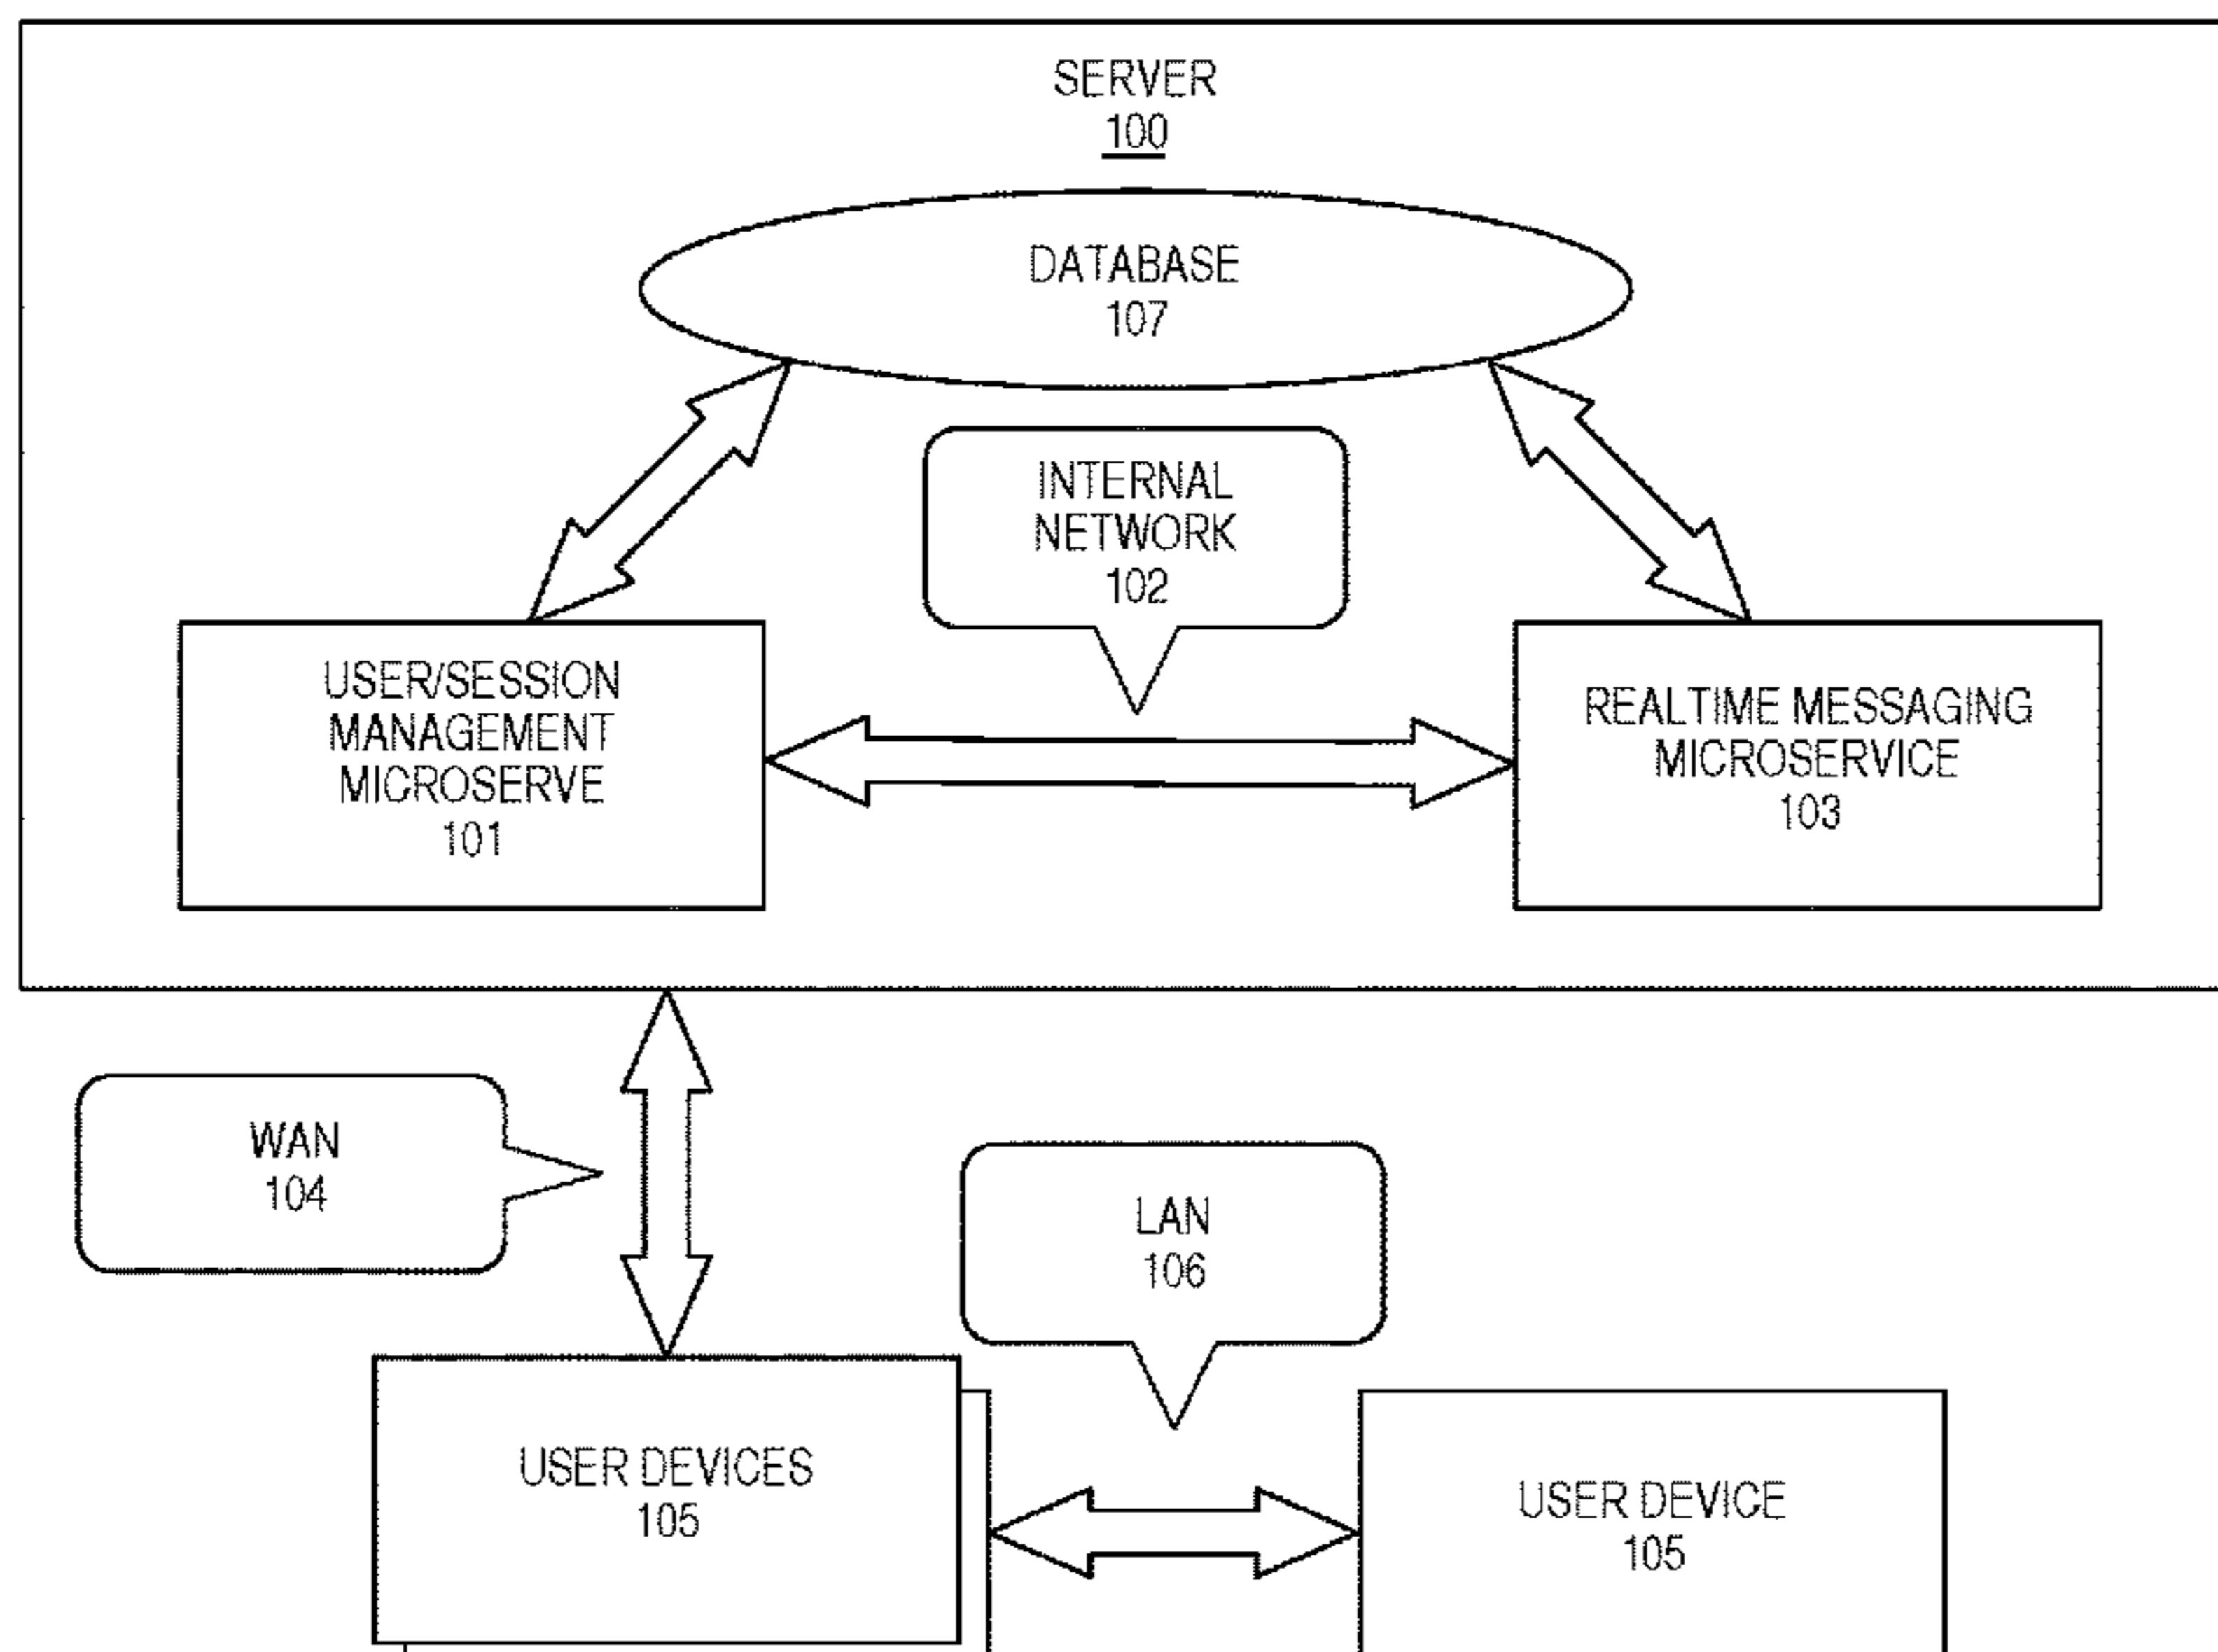 SERVER
100
DATABASE
107
INTERNAL
NETWORK
102
USER/SESSION
MANAGEMENT
MICROSERVE
101
REALTIME MESSAGING
MICROSERVICE
103
WAN
104
LAN
106
USER DEVICES
105
USER DEVICE
105